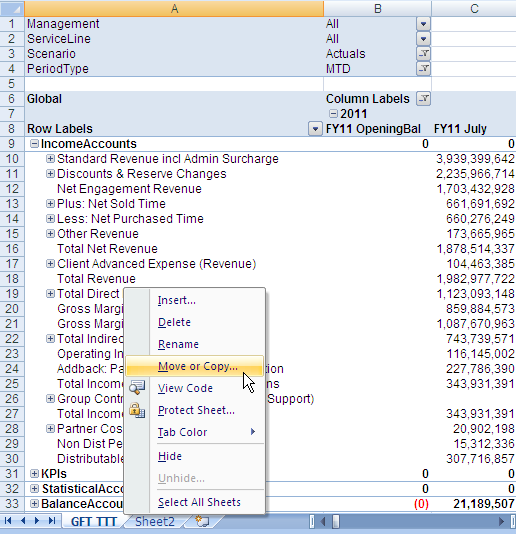 A B C
1 Management All
2 ServiceLine All
3 Scenario Actuals
4 PeriodType MTD
5
6 Global Column Labels
7 2011
8 Row Labels FY11 OpeningBal FY11 July
9 IncomeAccounts 0 0
10 Standard Revenue incl Admin Surcharge 3,939,399,642
11 Discounts & Reserve Changes 2,235,966,714
12 Net Engagement Revenue 1,703,432,928
13 Plus: Net Sold Time 661,691,692
14 Less: Net Purchased Time 660,276,249
15 Other Revenue 173,665,965
16 Total Net Revenue 1,878,514,337
17 Client Advanced Expense (Revenue) 104,463,385
18 Total Revenue 1,982,977,722
19 Total Direct 1,123,093,148
20 Gross Margi 859,884,573
21 Gross Margi 1,087,670,963
22 Total Indire 743,739,571
23 Operating In 116,145,002
24 Addback: Pa tion 227,786,390
25 Total Incom ns 343,931,391
26 Group Contr Support)
27 Total Incom 343,931,391
28 Partner Cos 20,902,198
29 Non Dist Pe 15,312,336
30 Distributabl 307,716,857
31 KPIs 0 0
32 StatisticalAcco 0 0
33 BalanceAccou (0) 21,189,507
Insert...
Delete
Rename
Move or Copy...
View Code
Protect Sheet...
Tab Color
Hide
Unhide...
Select All Sheets
GFT_TTT Sheet2